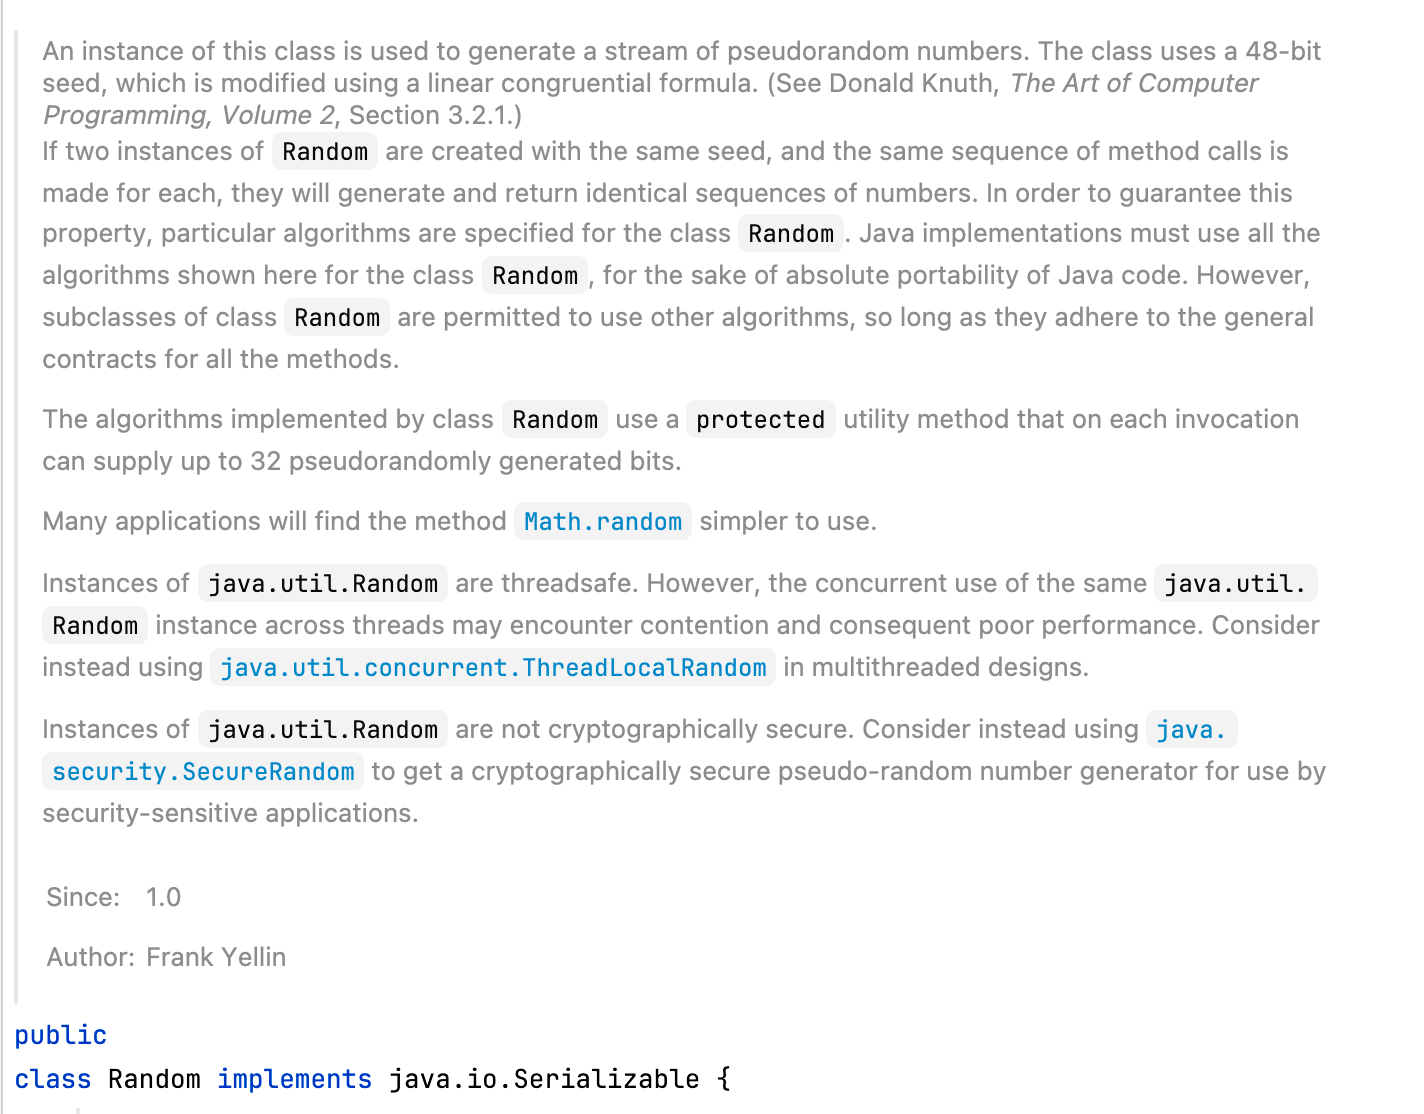 An instance of this class is used to generate a stream of pseudorandom numbers. The class uses a 48-bit
seed, which is modified using a linear congruential formula. (See Donald Knuth, The Art of Computer
Programming, Volume 2, Section 3.2.1.)
If two instances of Random are created with the same seed, and the same sequence of method calls is
made for each, they will generate and return identical sequences of numbers. In order to guarantee this
property, particular algorithms are specified for the class Random. Java implementations must use all the
algorithms shown here for the class Random, for the sake of absolute portability of Java code. However,
subclasses of class Random are permitted to use other algorithms, so long as they adhere to the general
contracts for all the methods.
The algorithms implemented by class Random use a protected utility method that on each invocation
can supply up to 32 pseudorandomly generated bits.
Many applications will find the method Math.random simpler to use.
Instances of java.util.Random are threadsafe. However, the concurrent use of the same java.util.
Random instance across threads may encounter contention and consequent poor performance. Consider
instead using java.util.concurrent.ThreadLocalRandom in multithreaded designs.
Instances of java.util.Random are not cryptographically secure. Consider instead using java.
security.SecureRandom to get a cryptographically secure pseudo-random number generator for use by
security-sensitive applications.
Since: 1.0
Author: Frank Yellin
public
class Random implements java.io.Serializable {